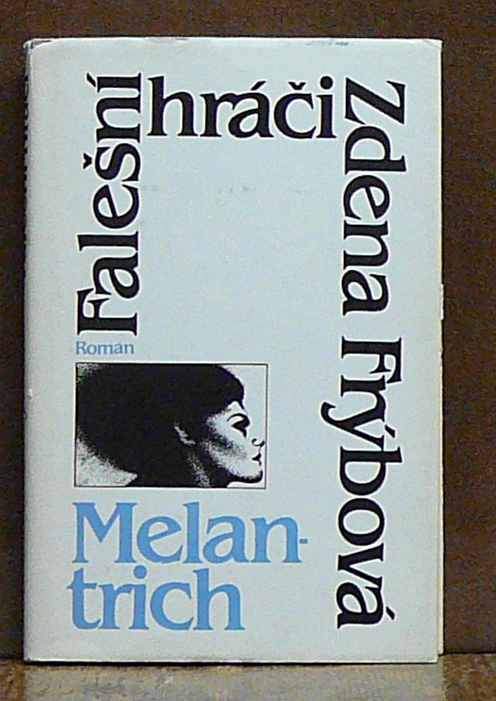 Falešní
hráči
Zdena Frýbová
Román
Melan-
trich